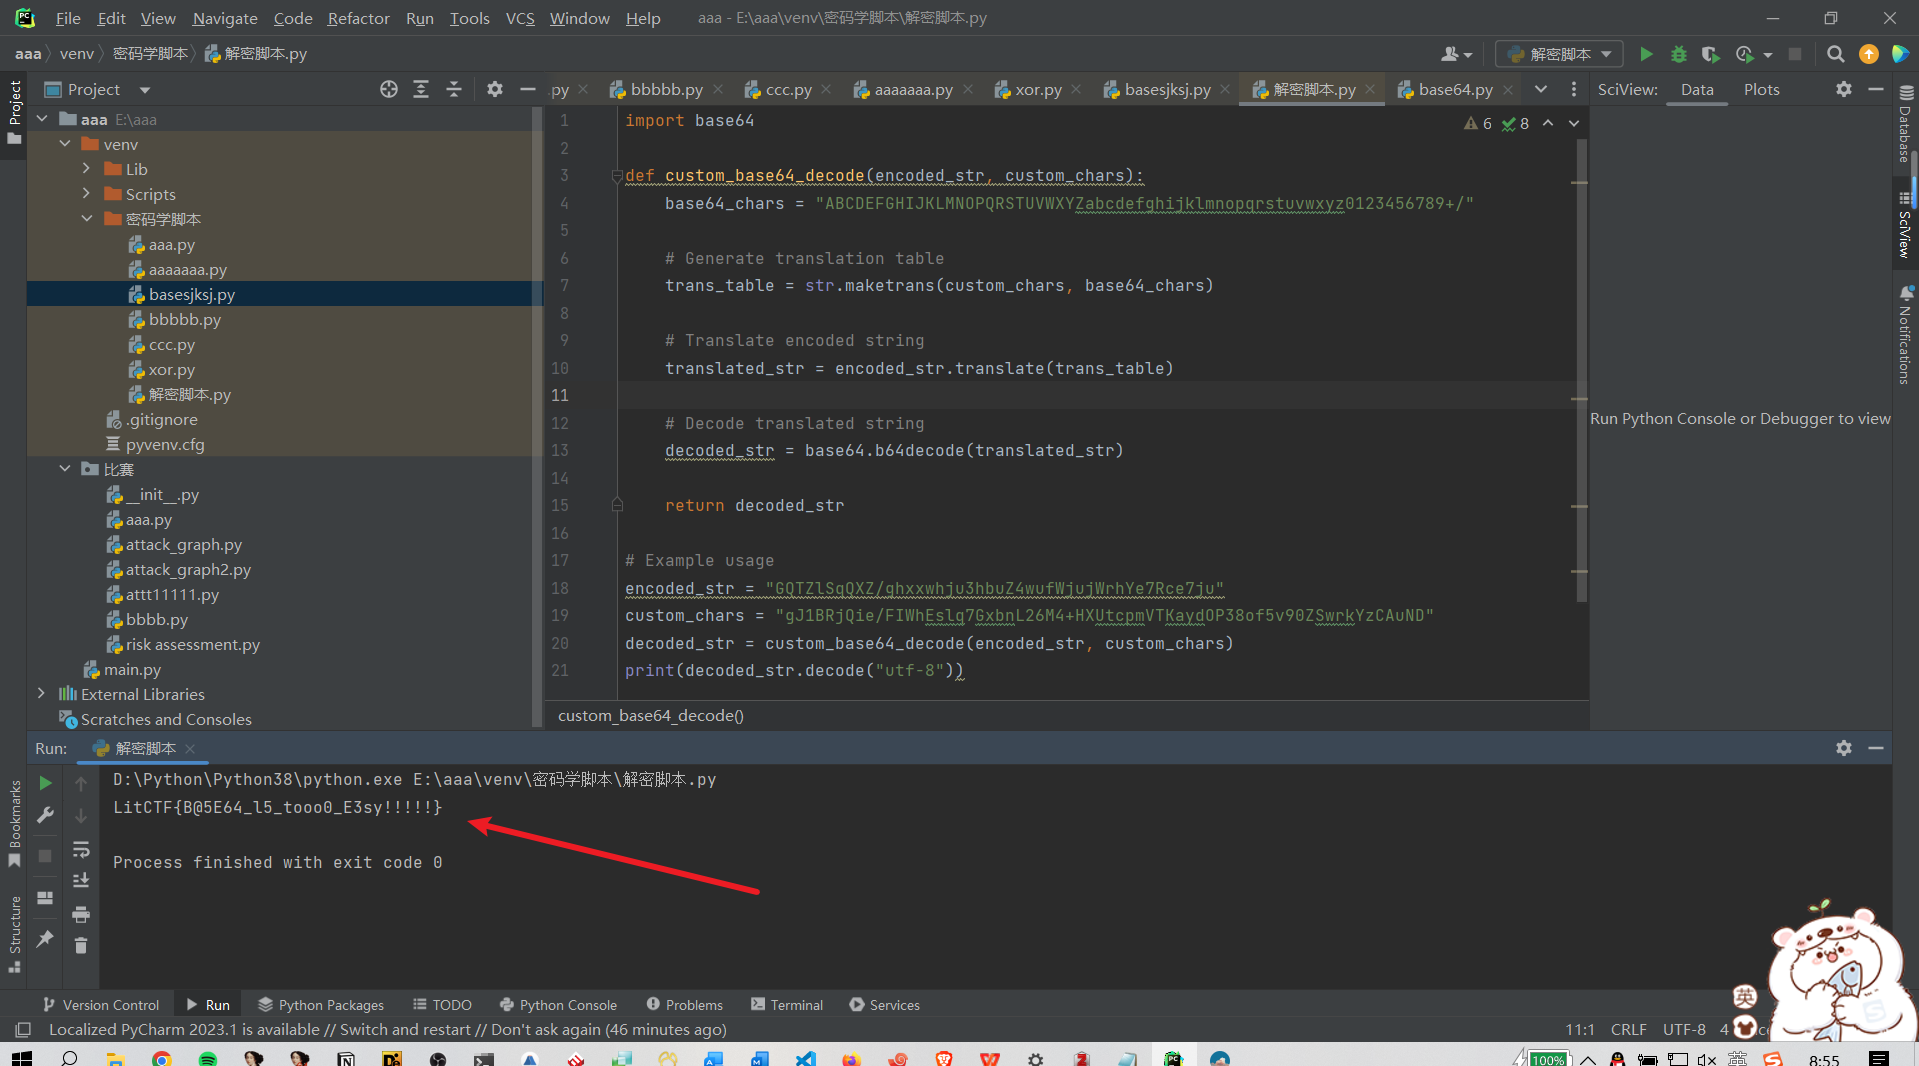 File Edit View Navigate Code Refactor Run Tools VCS Window Help aaa - E:\aaa\venv\密码学脚本\解密脚本.py
aaa venv 密码学脚本 解密脚本.py
解密脚本
Project
Project
.py bbbbb.py ccc.py aaaaaaa.py xor.py basesjksj.py 解密脚本.py base64.py
SciView: Data Plots
aaa E:\aaa
venv
Lib
Scripts
密码学脚本
aaa.py
aaaaaaa.py
basesjksj.py
bbbbb.py
ccc.py
xor.py
解密脚本.py
.gitignore
pyvenv.cfg
比赛
__init__.py
aaa.py
attack_graph.py
attack_graph2.py
attt11111.py
bbbb.py
risk assessment.py
main.py
External Libraries
Scratches and Consoles
6 8
1 import base64
2
3 def custom_base64_decode(encoded_str, custom_chars):
4 base64_chars = "ABCDEFGHIJKLMNOPQRSTUVWXYZabcdefghijklmnopqrstuvwxyz0123456789+/"
5
6 # Generate translation table
7 trans_table = str.maketrans(custom_chars, base64_chars)
8
9 # Translate encoded string
10 translated_str = encoded_str.translate(trans_table)
11
12 # Decode translated string
13 decoded_str = base64.b64decode(translated_str)
14
15 return decoded_str
16
17 # Example usage
18 encoded_str = "GQTZlSqQXZ/ghxxwhju3hbuZ4wufWjujWrhYe7Rce7ju"
19 custom_chars = "gJ1BRjQie/FIWhEslq7GxbnL26M4+HXUtcpmVTKaydOP38of5v90ZSwrkYzCAuND"
20 decoded_str = custom_base64_decode(encoded_str, custom_chars)
21 print(decoded_str.decode("utf-8"))
custom_base64_decode()
Run Python Console or Debugger to view
Database
SciView
Notifications
Run: 解密脚本
D:\Python\Python38\python.exe E:\aaa\venv\密码学脚本\解密脚本.py
LitCTF{B@5E64_l5_tooo0_E3sy!!!!!}
Process finished with exit code 0
Bookmarks
Structure
Version Control Run Python Packages TODO Python Console Problems Terminal Services
Localized PyCharm 2023.1 is available // Switch and restart // Don't ask again (46 minutes ago)
11:1 CRLF UTF-8 4
英
100% 英 8:55